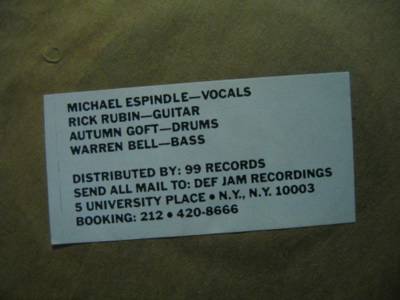 MICHAEL ESPINDLE—VOCALS
RICK RUBIN—GUITAR
AUTUMN GOFT—DRUMS
WARREN BELL—BASS
DISTRIBUTED BY: 99 RECORDS
SEND ALL MAIL TO: DEF JAM RECORDINGS
5 UNIVERSITY PLACE • N.Y., N.Y. 10003
BOOKING: 212 • 420-8666